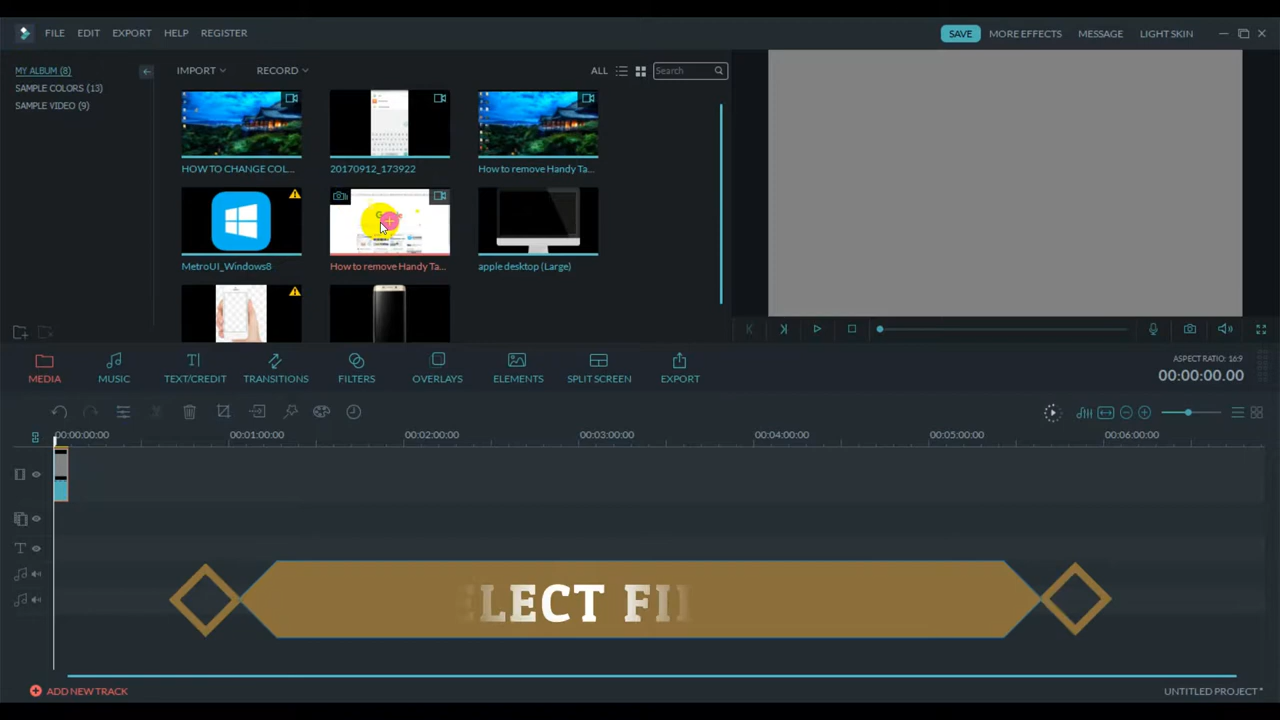 FILE EDIT EXPORT HELP REGISTER
SAVE MORE EFFECTS MESSAGE LIGHT SKIN
MY ALBUM (8)
SAMPLE COLORS (13)
SAMPLE VIDEO (9)
IMPORT RECORD ALL Search
HOW TO CHANGE COL... 20170912_173922 How to remove Handy Ta...
MetroUI_Windows8 How to remove Handy Ta... apple desktop (Large)
MEDIA MUSIC TEXT/CREDIT TRANSITIONS FILTERS OVERLAYS ELEMENTS SPLIT SCREEN EXPORT
ASPECT RATIO: 16:9
00:00:00.00
00:00:00:00 00:01:00:00 00:02:00:00 00:03:00:00 00:04:00:00 00:05:00:00 00:06:00:00
ELECT FI
ADD NEW TRACK
UNTITLED PROJECT *